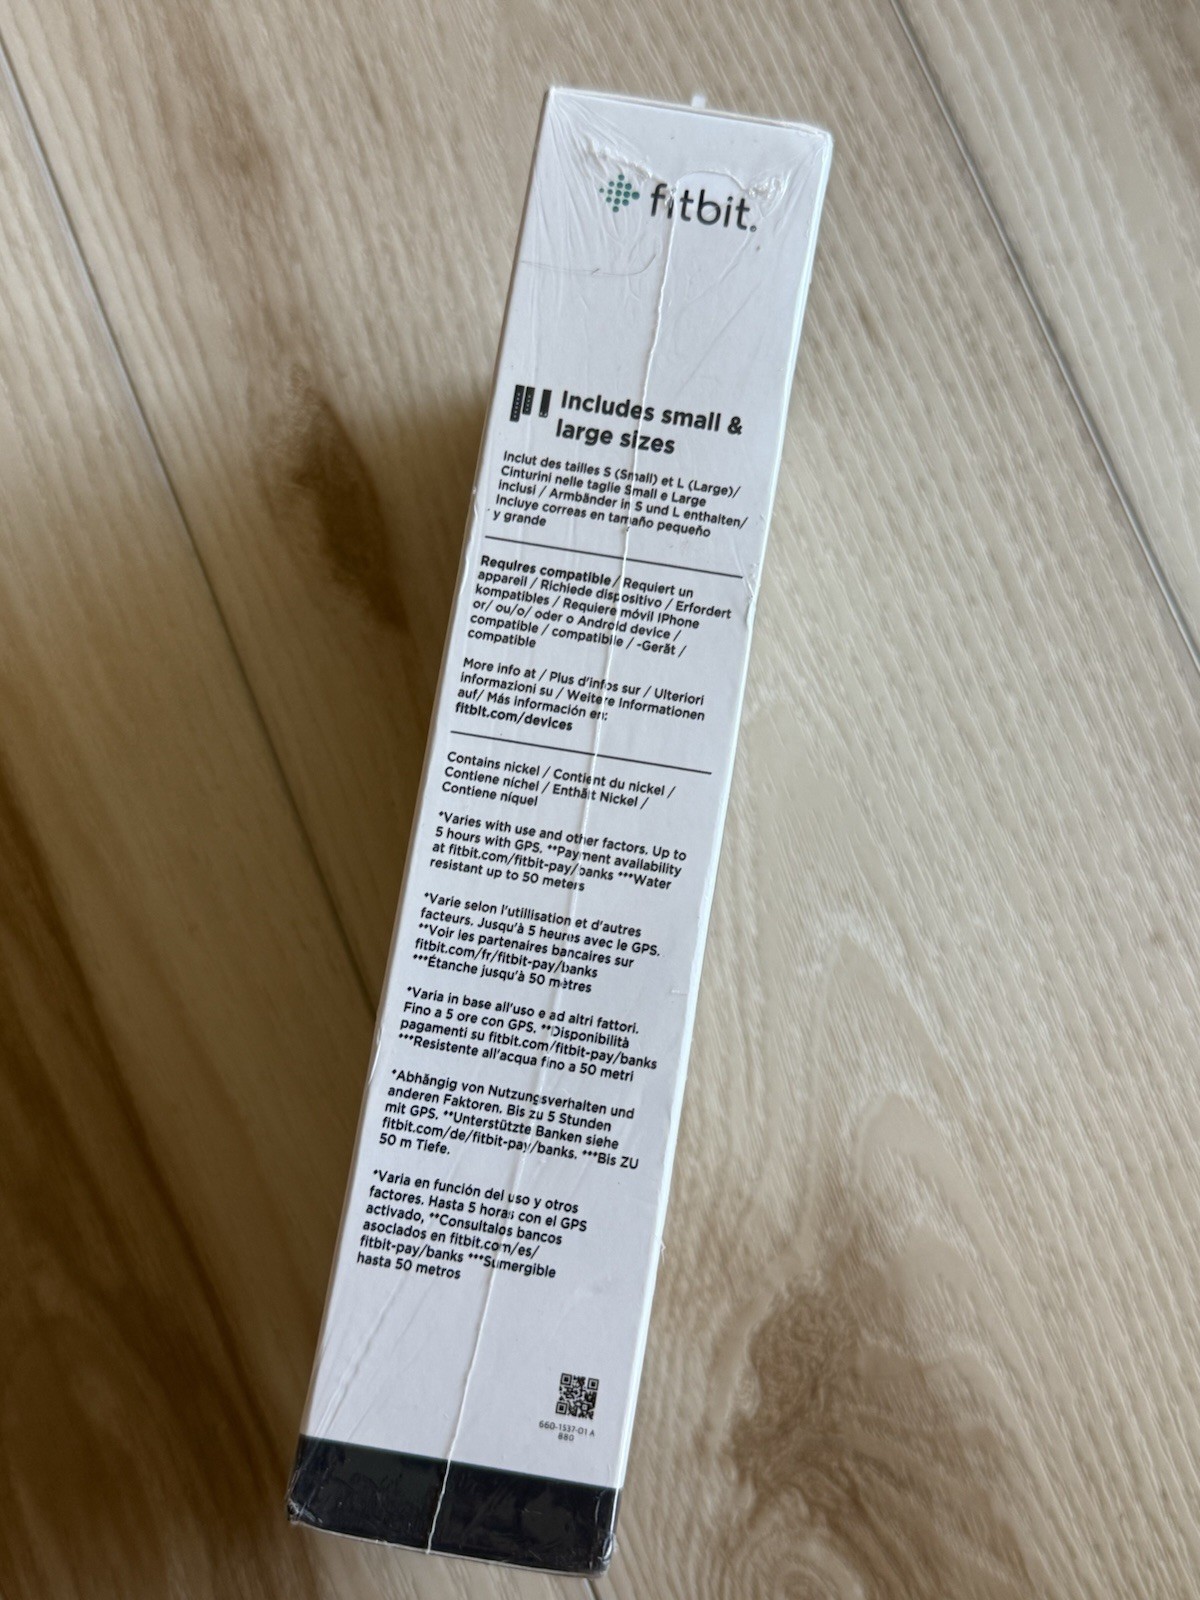 fitbit.
Includes small &
large sizes
Inclut des tailles S (Small) et L (Large)/
Cinturini nelle taglie Small e Large
inclusi / Armbänder in S und L enthalten/
Incluye correas en tamaño pequeño
y grande
Requires compatible / Requiert un
appareil / Richiede dispositivo / Erfordert
kompatibles / Requiere móvil iPhone
or/ ou/o/ oder o Android device /
compatible / compatibile / -Gerät /
compatible
More info at / Plus d'infos sur / Ulteriori
informazioni su / Weitere Informationen
auf/ Más información en:
fitbit.com/devices
Contains nickel / Contient du nickel /
Contiene nichel / Enthält Nickel /
Contiene níquel
*Varies with use and other factors. Up to
5 hours with GPS. **Payment availability
at fitbit.com/fitbit-pay/banks ***Water
resistant up to 50 meters
*Varie selon l'utillisation et d'autres
facteurs. Jusqu'à 5 heures avec le GPS.
**Voir les partenaires bancaires sur
fitbit.com/fr/fitbit-pay/banks
***Étanche jusqu'à 50 mètres
*Varia in base all'uso e ad altri fattori.
Fino a 5 ore con GPS. **Disponibilità
pagamenti su fitbit.com/fitbit-pay/banks
***Resistente all'acqua fino a 50 metri
*Abhängig von Nutzungsverhalten und
anderen Faktoren. Bis zu 5 Stunden
mit GPS. **Unterstützte Banken siehe
fitbit.com/de/fitbit-pay/banks. ***Bis ZU
50 m Tiefe.
*Varia en función del uso y otros
factores. Hasta 5 horas con el GPS
activado, **Consultalos bancos
asociados en fitbit.com/es/
fitbit-pay/banks ***Sumergible
hasta 50 metros
660-1537-01 A
880